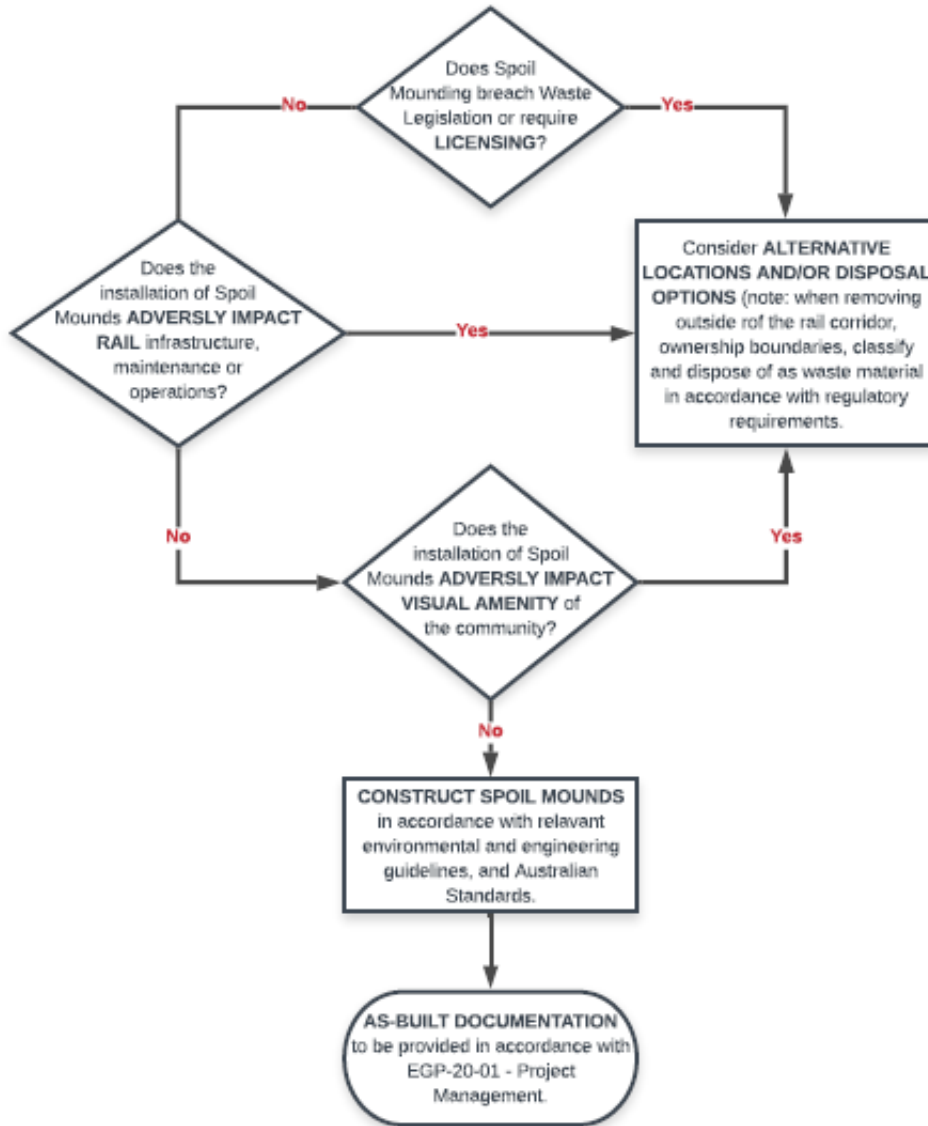 Does Spoil
Mounding breach Waste
Legislation or require
LICENSING?
No
Yes
Does the
installation of Spoil
Mounds ADVERSLY IMPACT
RAIL infrastructure,
maintenance or
operations?
Yes
Consider ALTERNATIVE
LOCATIONS AND/OR DISPOSAL
OPTIONS (note: when removing
outside rof the rail corridor,
ownership boundaries, classify
and dispose of as waste material
in accordance with regulatory
requirements.
No
Does the
installation of Spoil
Mounds ADVERSLY IMPACT
VISUAL AMENITY of
the community?
Yes
No
CONSTRUCT SPOIL MOUNDS
in accordance with relavant
environmental and engineering
guidelines, and Australian
Standards.
AS-BUILT DOCUMENTATION
to be provided in accordance with
EGP-20-01 - Project
Management.